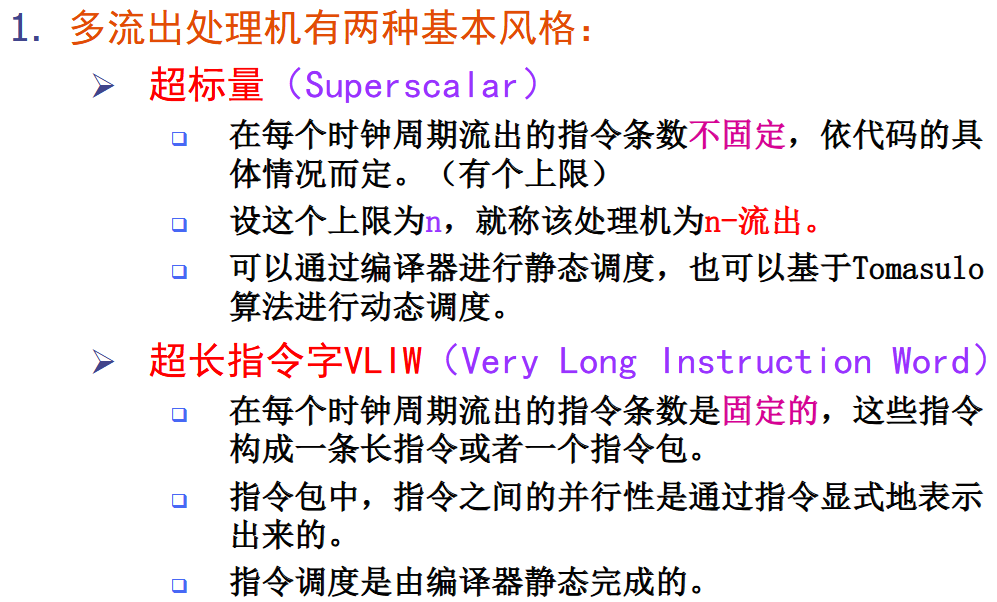 1. 多流出处理机有两种基本风格：
超标量（Superscalar）
在每个时钟周期流出的指令条数不固定，依代码的具
体情况而定。（有个上限）
设这个上限为n，就称该处理机为n-流出。
可以通过编译器进行静态调度，也可以基于Tomasulo
算法进行动态调度。
超长指令字VLIW（Very Long Instruction Word）
在每个时钟周期流出的指令条数是固定的，这些指令
构成一条长指令或者一个指令包。
指令包中，指令之间的并行性是通过指令显式地表示
出来的。
指令调度是由编译器静态完成的。